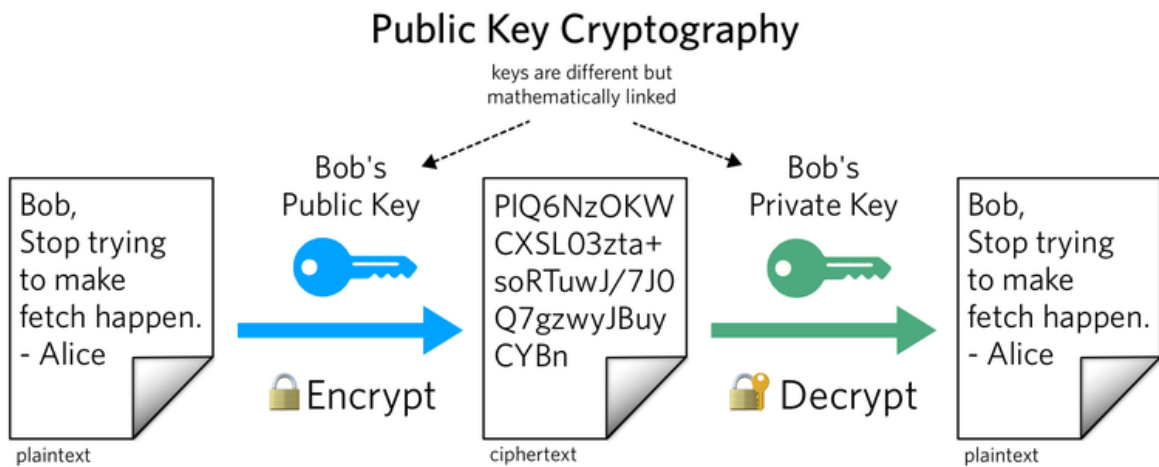 Public Key Cryptography
keys are different but
mathematically linked
Bob,
Stop trying
to make
fetch happen.
- Alice
plaintext
Bob's
Public Key
Encrypt
PlQ6NzOKW
CXSL03zta+
soRTuwJ/7J0
Q7gzwyJBuy
CYBn
ciphertext
Bob's
Private Key
Decrypt
Bob,
Stop trying
to make
fetch happen.
- Alice
plaintext